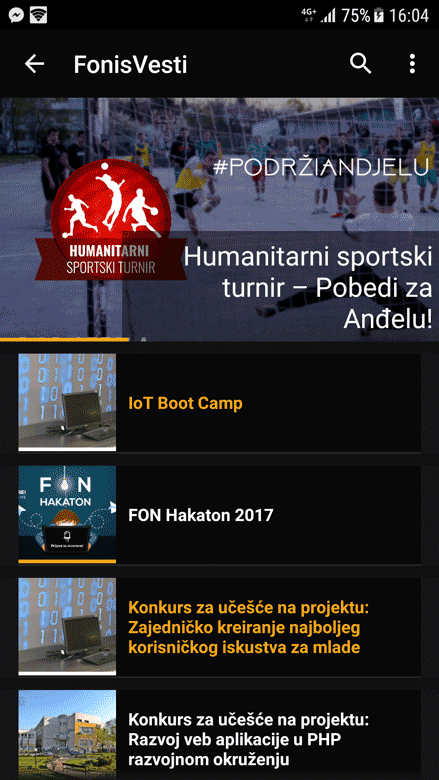 4G+ 75% 16:04
FonisVesti
#PODRŽIANDJELU
HUMANITARNI
SPORTSKI TURNIR
Humanitarni sportski
turnir – Pobedi za
Anđelu!
IoT Boot Camp
FON
HAKATON
FON Hakaton 2017
Konkurs za učešće na projektu:
Zajedničko kreiranje najboljeg
korisničkog iskustva za mlade
Konkurs za učešće na projektu:
Razvoj veb aplikacije u PHP
razvojnom okruženju